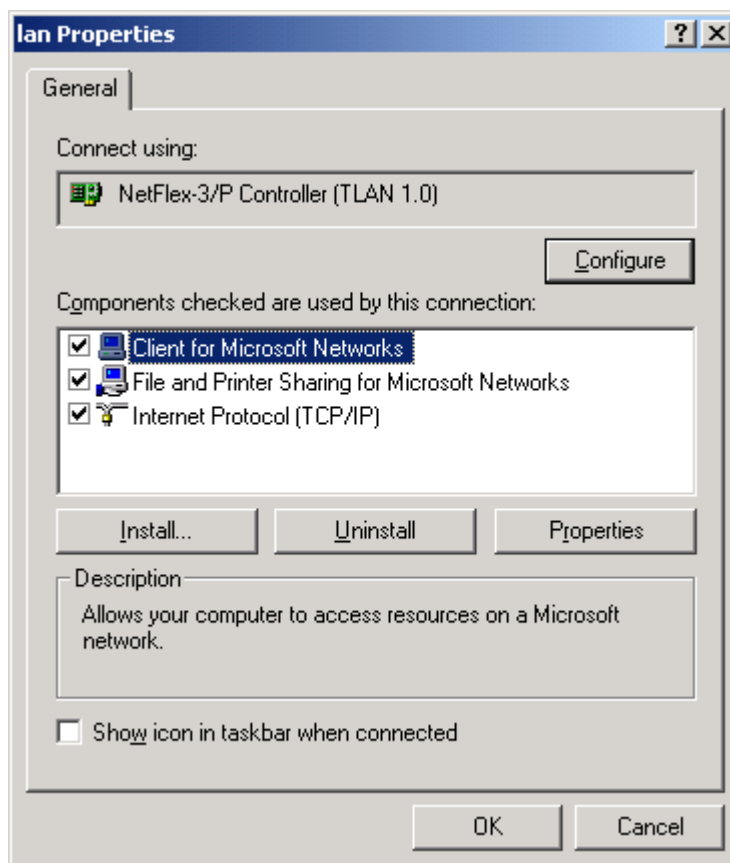 lan Properties
General
Connect using:
NetFlex-3/P Controller (TLAN 1.0)
Configure
Components checked are used by this connection:
Client for Microsoft Networks
File and Printer Sharing for Microsoft Networks
Internet Protocol (TCP/IP)
Install... Uninstall Properties
Description
Allows your computer to access resources on a Microsoft
network.
Show icon in taskbar when connected
OK Cancel